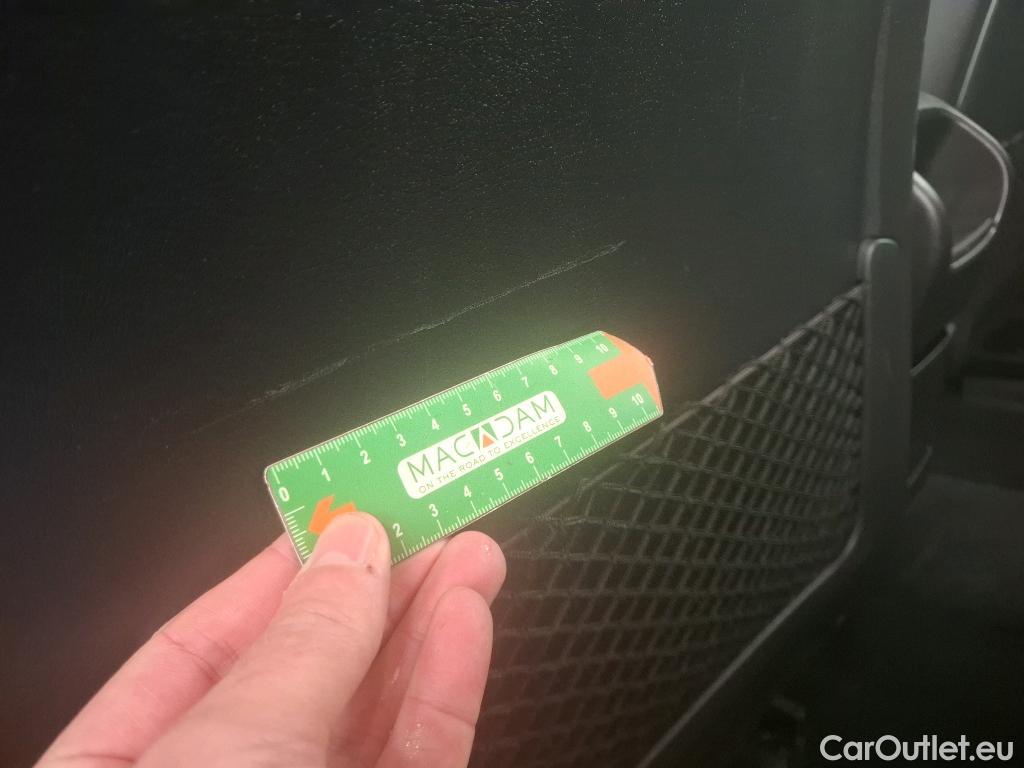 0 1 2 3 4 5 6 7 8 9 10
MACADAM
ON THE ROAD TO EXCELLENCE
2 3 4 5 6 7 8 9 10
CarOutlet.eu